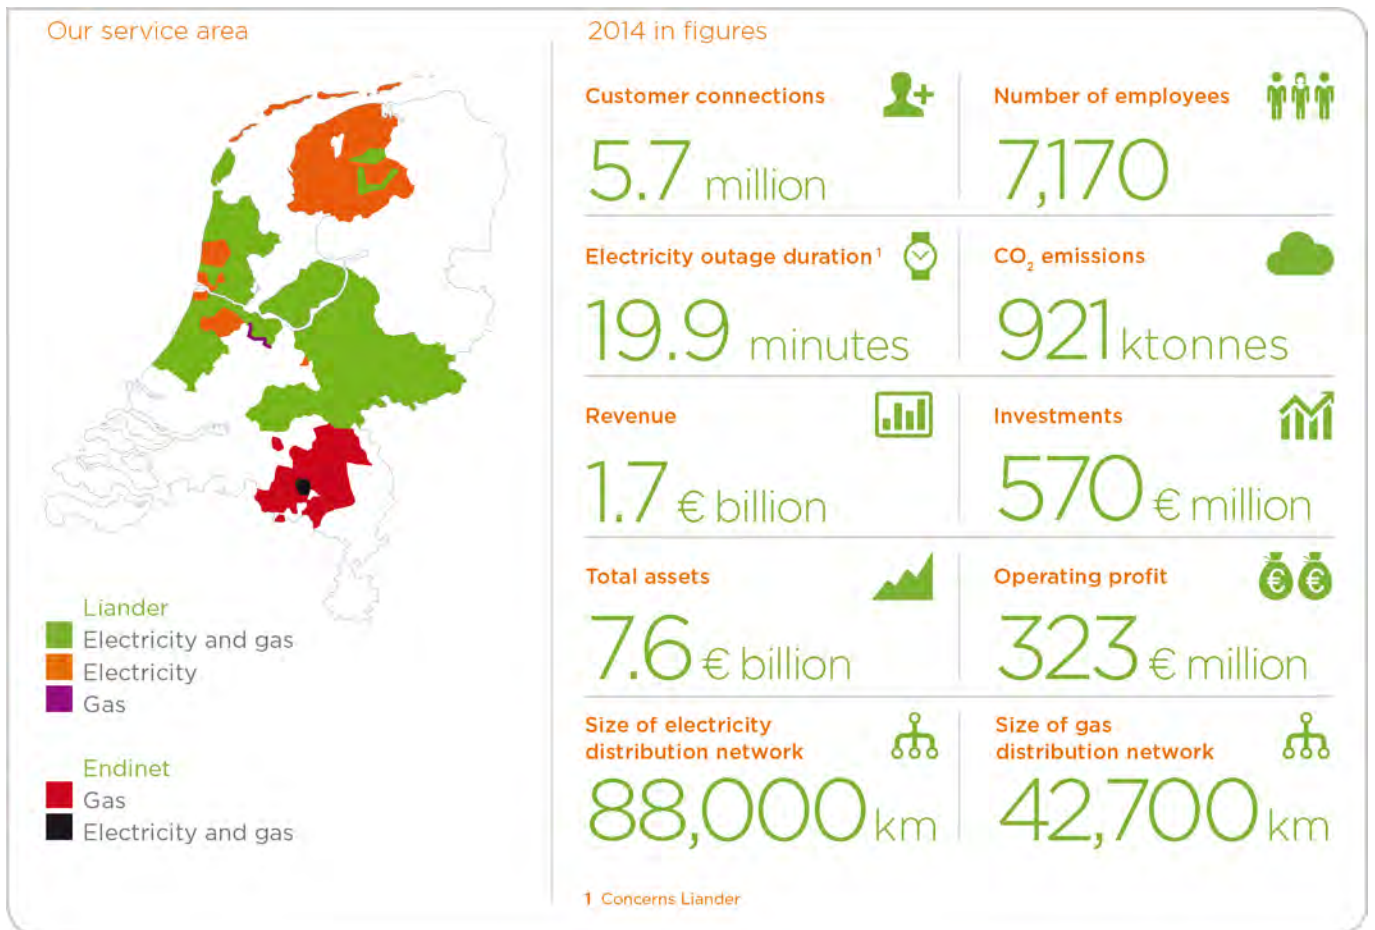 Our service area
Liander
Electricity and gas
Electricity
Gas
Endinet
Gas
Electricity and gas
2014 in figures
Customer connections
5.7 million
Number of employees
7,170
Electricity outage duration¹
19.9 minutes
CO₂ emissions
921 ktonnes
Revenue
1.7 € billion
Investments
570 € million
Total assets
7.6 € billion
Operating profit
323 € million
Size of electricity
distribution network
88,000 km
Size of gas
distribution network
42,700 km
1 Concerns Liander